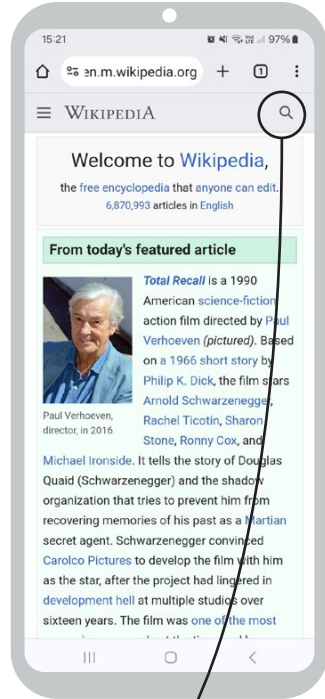 15:21
97%
en.m.wikipedia.org
1
WIKIPEDIA
Welcome to Wikipedia,
the free encyclopedia that anyone can edit.
6,870,993 articles in English
From today's featured article
Total Recall is a 1990
American science-fiction
action film directed by Paul
Verhoeven (pictured). Based
on a 1966 short story by
Philip K. Dick, the film stars
Arnold Schwarzenegger,
Rachel Ticotin, Sharon
Stone, Ronny Cox, and
Paul Verhoeven,
director, in 2016
Michael Ironside. It tells the story of Douglas
Quaid (Schwarzenegger) and the shadow
organization that tries to prevent him from
recovering memories of his past as a Martian
secret agent. Schwarzenegger convinced
Carolco Pictures to develop the film with him
as the star, after the project had lingered in
development hell at multiple studios over
sixteen years. The film was one of the most